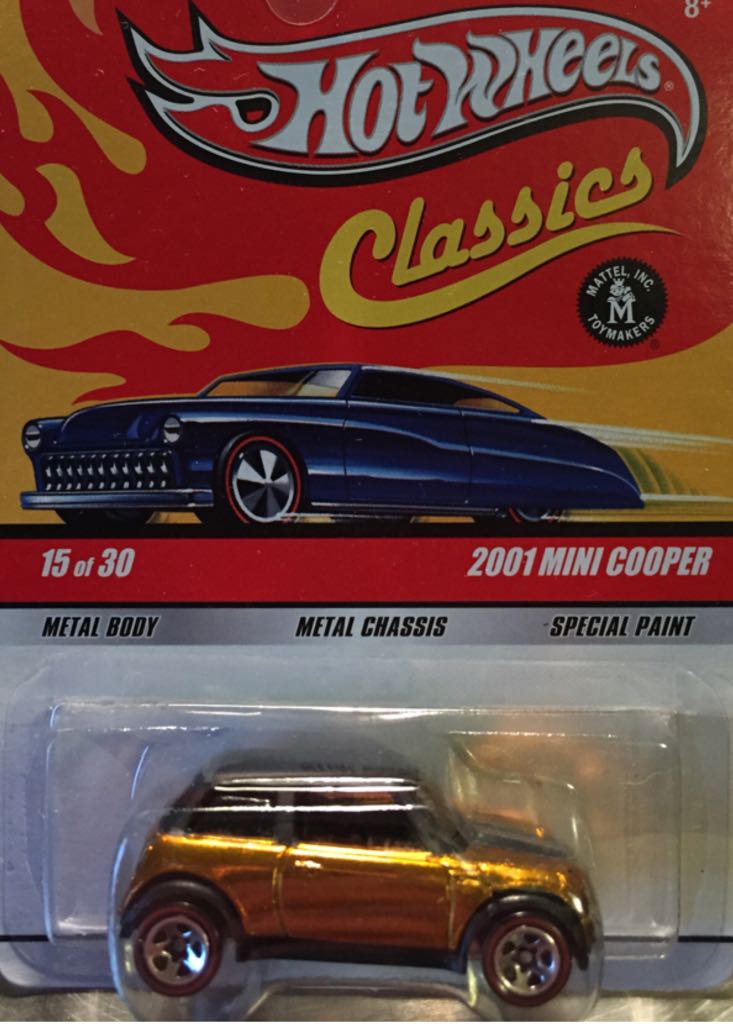 8+
Hot Wheels®
Classics
MATTEL, INC.
M
TOYMAKERS
®
15 of 30
2001 MINI COOPER
METAL BODY
METAL CHASSIS
SPECIAL PAINT